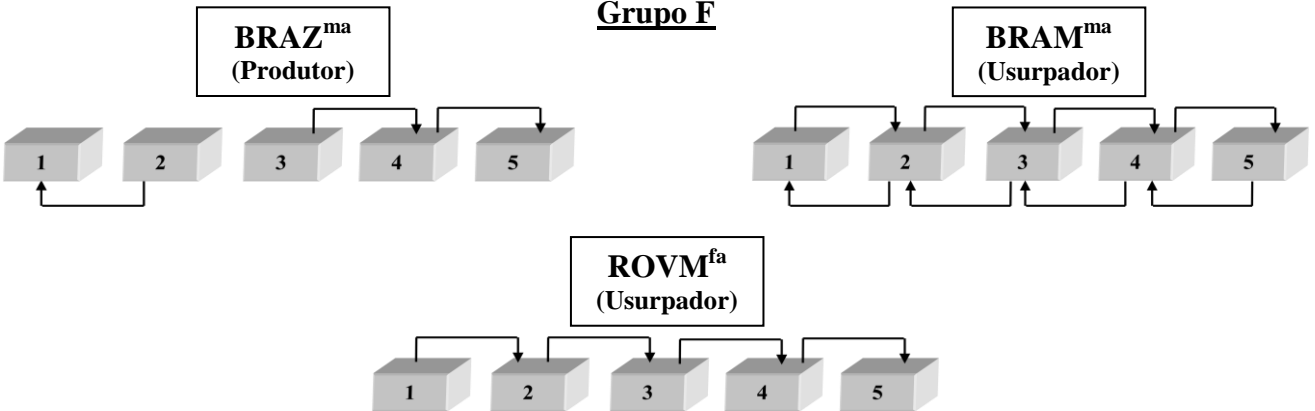 Grupo F
BRAZma
(Produtor)
BRAMma
(Usurpador)
1 2 3 4 5
1 2 3 4 5
ROVMfa
(Usurpador)
1 2 3 4 5